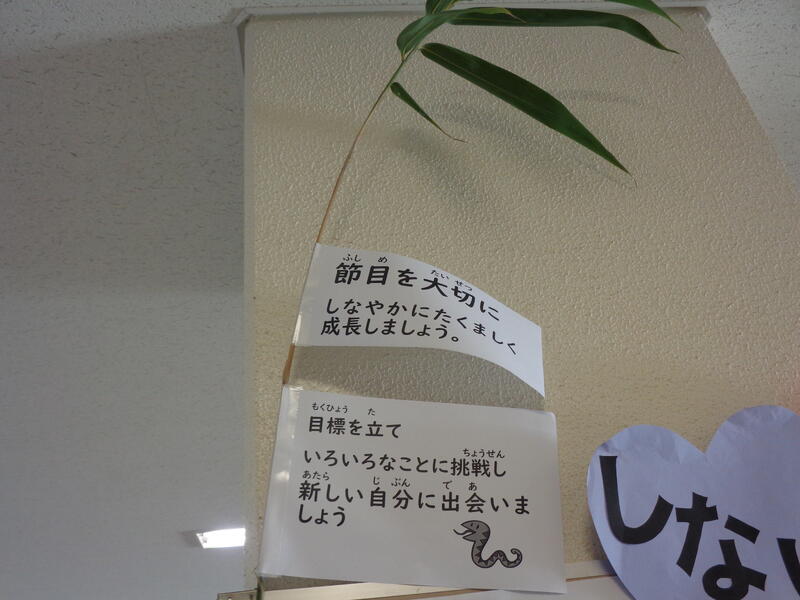 ふしめ
節目を大切に
たいせつ
しなやかにたくましく
成長しましょう。
もくひょう た
目標を立て
ちょうせん
いろいろなことに挑戦し
あたら じぶん であ
新しい自分に出会いま
しょう
しな